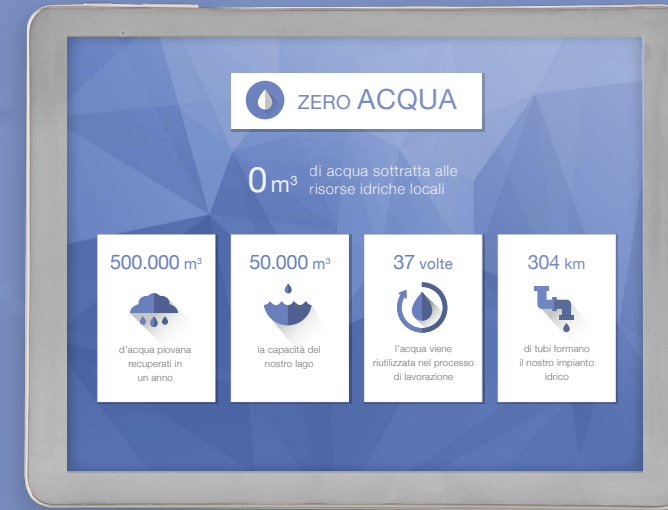 ZERO ACQUA
0 m³
di acqua sottratta alle
risorse idriche locali
500.000 m³
d'acqua piovana
recuperati in
un anno
50.000 m³
la capacità del
nostro lago
37 volte
l'acqua viene
riutilizzata nel processo
di lavorazione
304 km
di tubi formano
il nostro impianto
idrico